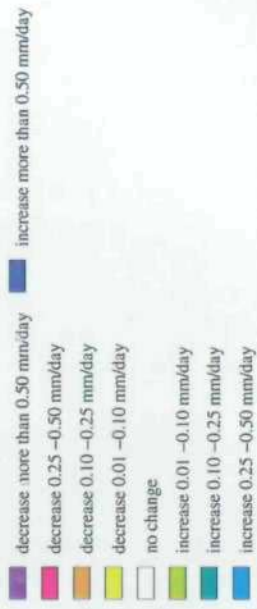 decrease more than 0.50 mm/day
decrease 0.25 –0.50 mm/day
decrease 0.10 –0.25 mm/day
decrease 0.01 –0.10 mm/day
no change
increase 0.01 –0.10 mm/day
increase 0.10 –0.25 mm/day
increase 0.25 –0.50 mm/day
increase more than 0.50 mm/day